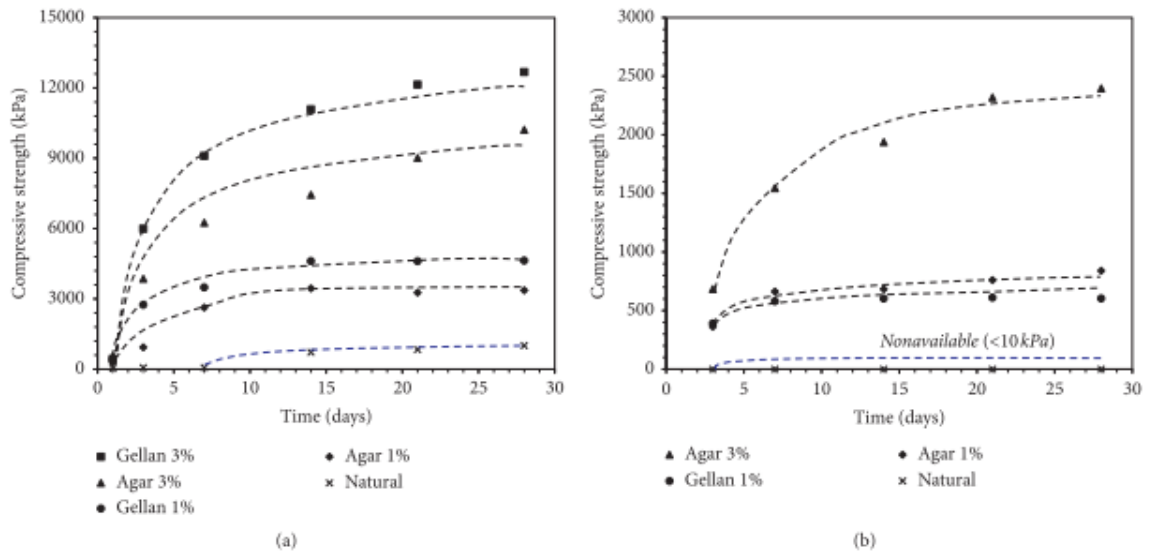 15000
12000
9000
6000
3000
0
Compressive strength (kPa)
0 5 10 15 20 25 30
Time (days)
Gellan 3%
Agar 3%
Gellan 1%
Agar 1%
Natural
(a)
3000
2500
2000
1500
1000
500
0
Compressive strength (kPa)
Nonavailable (<10 kPa)
0 5 10 15 20 25 30
Time (days)
Agar 3%
Gellan 1%
Agar 1%
Natural
(b)